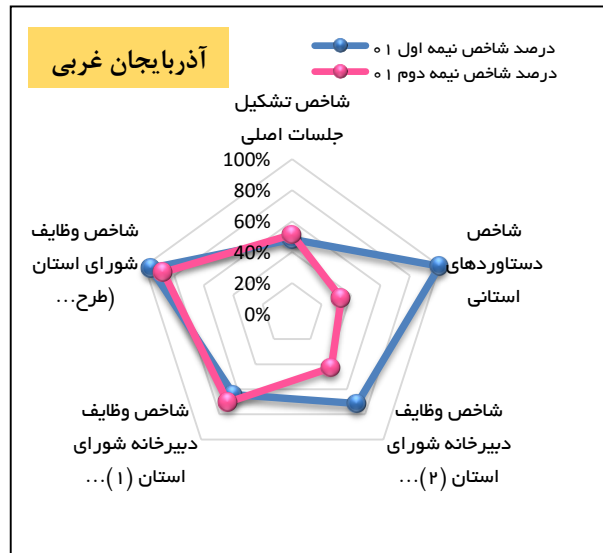 آذربایجان غربی
درصد شاخص نیمه اول ۰۱
درصد شاخص نیمه دوم ۰۱
شاخص تشکیل
جلسات اصلی
100%
80%
60%
40%
20%
0%
شاخص
دستاوردهای
استانی
شاخص وظایف
دبیرخانه شورای
استان (۲)...
شاخص وظایف
دبیرخانه شورای
استان (۱)...
شاخص وظایف
شورای استان
(طرح...